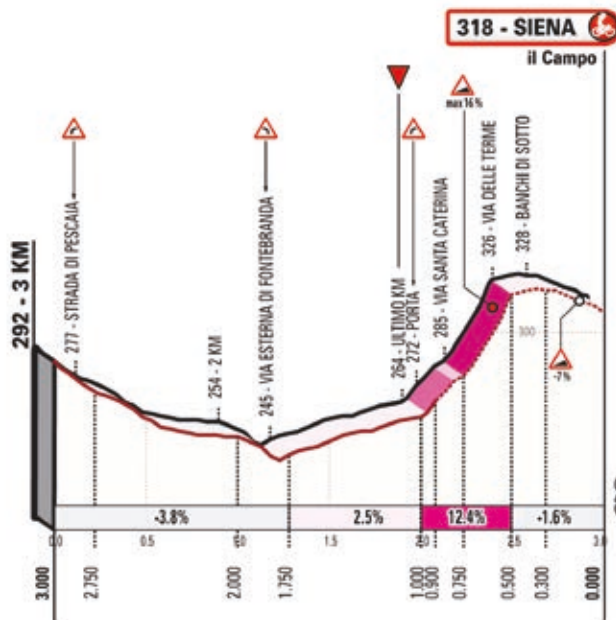 318 - SIENA
il Campo
max 16%
292 - 3 KM
277 - STRADA DI PESCAIA
254 - 2 KM
245 - VIA ESTERNA DI FONTEBRANDA
264 - ULTIMO KM
272 - PORTA
285 - VIA SANTA CATERINA
326 - VIA DELLE TERME
328 - BANCHI DI SOTTO
300
-7%
-3.8%
2.5%
12.4%
-1.6%
0.0
0.5
1.5
2.5
3.0
3.000
2.750
2.000
1.750
1.000
0.900
0.750
0.500
0.300
0.000